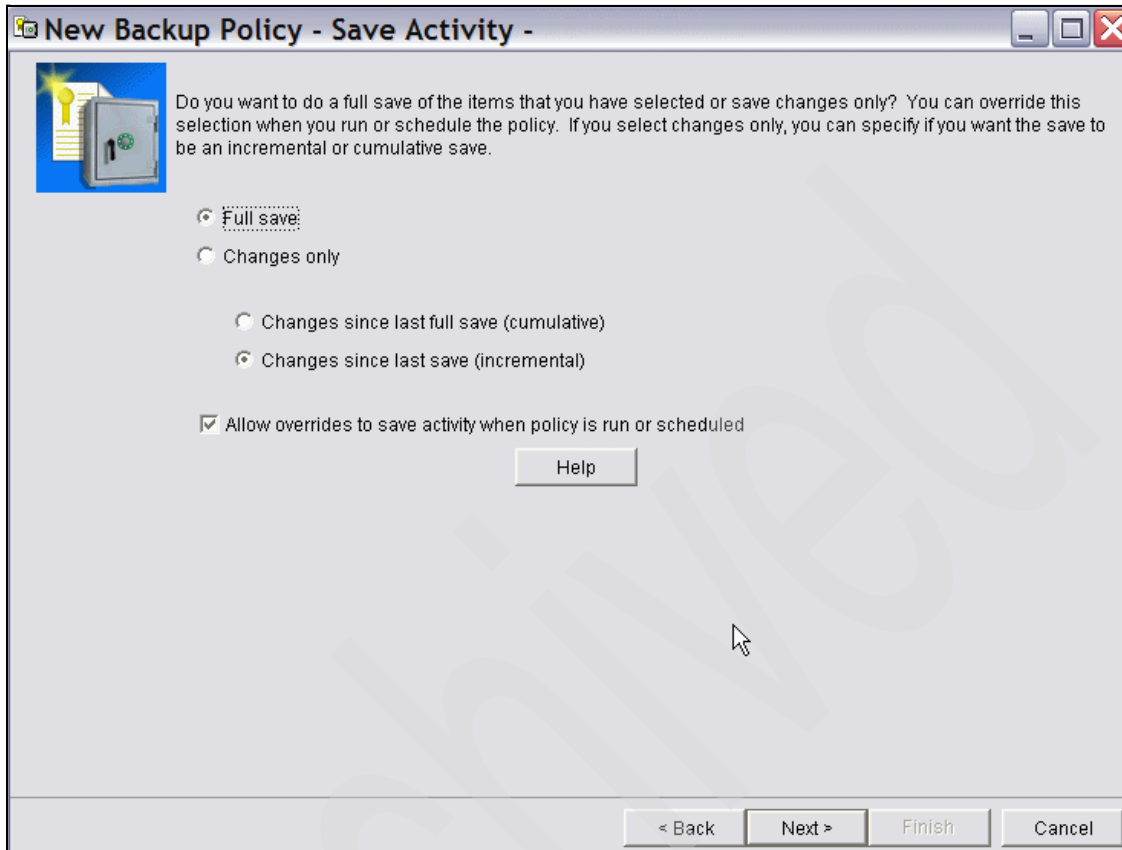 New Backup Policy - Save Activity -
Do you want to do a full save of the items that you have selected or save changes only? You can override this
selection when you run or schedule the policy. If you select changes only, you can specify if you want the save to
be an incremental or cumulative save.
Full save
Changes only
Changes since last full save (cumulative)
Changes since last save (incremental)
Allow overrides to save activity when policy is run or scheduled
Help
< Back
Next >
Finish
Cancel